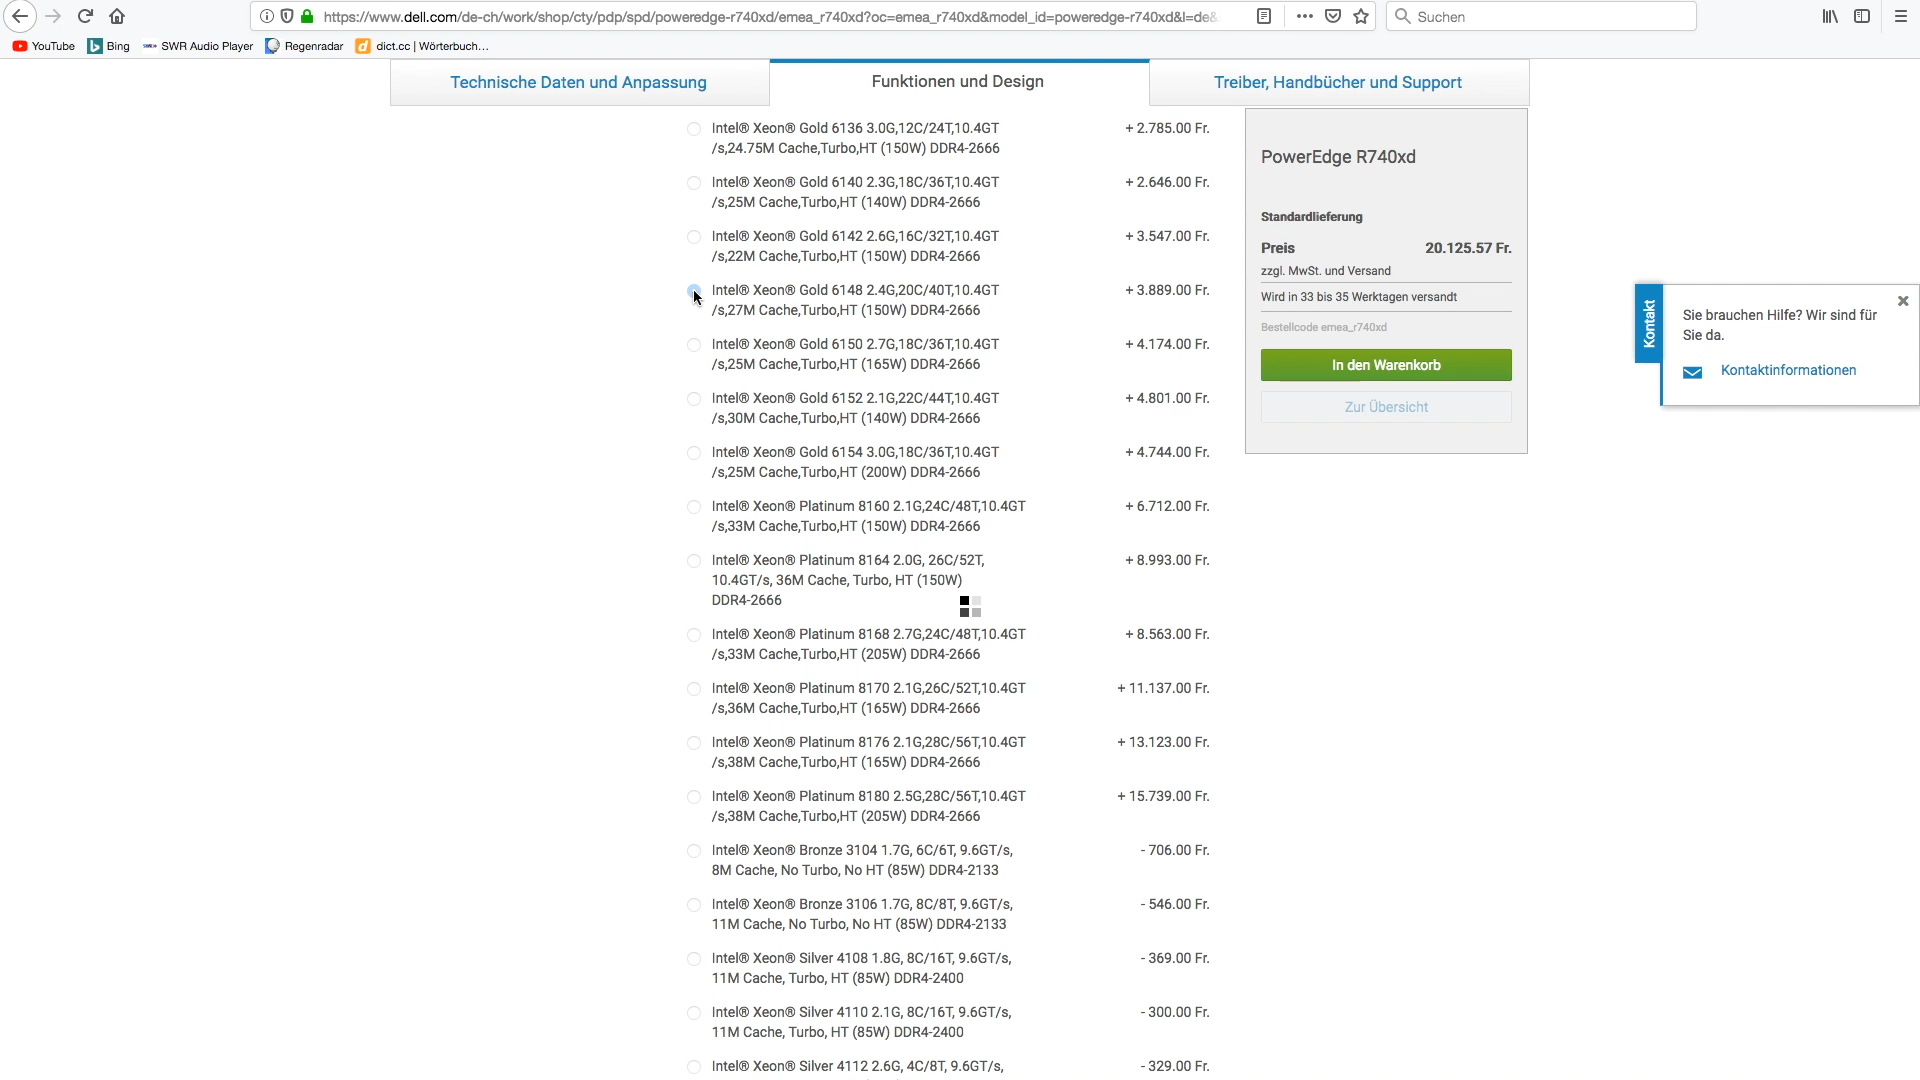 https://www.dell.com/de-ch/work/shop/cty/pdp/spd/poweredge-r740xd/emea_r740xd?oc=emea_r740xd&model_id=poweredge-r740xd&l=de&
Suchen
YouTube
Bing
SWR Audio Player
Regenradar
dict.cc | Wörterbuch...
Technische Daten und Anpassung
Funktionen und Design
Treiber, Handbücher und Support
Intel® Xeon® Gold 6136 3.0G,12C/24T,10.4GT
/s,24.75M Cache,Turbo,HT (150W) DDR4-2666
+ 2.785.00 Fr.
Intel® Xeon® Gold 6140 2.3G,18C/36T,10.4GT
/s,25M Cache,Turbo,HT (140W) DDR4-2666
+ 2.646.00 Fr.
Intel® Xeon® Gold 6142 2.6G,16C/32T,10.4GT
/s,22M Cache,Turbo,HT (150W) DDR4-2666
+ 3.547.00 Fr.
Intel® Xeon® Gold 6148 2.4G,20C/40T,10.4GT
/s,27M Cache,Turbo,HT (150W) DDR4-2666
+ 3.889.00 Fr.
Intel® Xeon® Gold 6150 2.7G,18C/36T,10.4GT
/s,25M Cache,Turbo,HT (165W) DDR4-2666
+ 4.174.00 Fr.
Intel® Xeon® Gold 6152 2.1G,22C/44T,10.4GT
/s,30M Cache,Turbo,HT (140W) DDR4-2666
+ 4.801.00 Fr.
Intel® Xeon® Gold 6154 3.0G,18C/36T,10.4GT
/s,25M Cache,Turbo,HT (200W) DDR4-2666
+ 4.744.00 Fr.
Intel® Xeon® Platinum 8160 2.1G,24C/48T,10.4GT
/s,33M Cache,Turbo,HT (150W) DDR4-2666
+ 6.712.00 Fr.
Intel® Xeon® Platinum 8164 2.0G, 26C/52T,
10.4GT/s, 36M Cache, Turbo, HT (150W)
DDR4-2666
+ 8.993.00 Fr.
Intel® Xeon® Platinum 8168 2.7G,24C/48T,10.4GT
/s,33M Cache,Turbo,HT (205W) DDR4-2666
+ 8.563.00 Fr.
Intel® Xeon® Platinum 8170 2.1G,26C/52T,10.4GT
/s,36M Cache,Turbo,HT (165W) DDR4-2666
+ 11.137.00 Fr.
Intel® Xeon® Platinum 8176 2.1G,28C/56T,10.4GT
/s,38M Cache,Turbo,HT (165W) DDR4-2666
+ 13.123.00 Fr.
Intel® Xeon® Platinum 8180 2.5G,28C/56T,10.4GT
/s,38M Cache,Turbo,HT (205W) DDR4-2666
+ 15.739.00 Fr.
Intel® Xeon® Bronze 3104 1.7G, 6C/6T, 9.6GT/s,
8M Cache, No Turbo, No HT (85W) DDR4-2133
- 706.00 Fr.
Intel® Xeon® Bronze 3106 1.7G, 8C/8T, 9.6GT/s,
11M Cache, No Turbo, No HT (85W) DDR4-2133
- 546.00 Fr.
Intel® Xeon® Silver 4108 1.8G, 8C/16T, 9.6GT/s,
11M Cache, Turbo, HT (85W) DDR4-2400
- 369.00 Fr.
Intel® Xeon® Silver 4110 2.1G, 8C/16T, 9.6GT/s,
11M Cache, Turbo, HT (85W) DDR4-2400
- 300.00 Fr.
Intel® Xeon® Silver 4112 2.6G, 4C/8T, 9.6GT/s,
- 329.00 Fr.
PowerEdge R740xd
Standardlieferung
Preis 20.125.57 Fr.
zzgl. MwSt. und Versand
Wird in 33 bis 35 Werktagen versandt
Bestellcode emea_r740xd
In den Warenkorb
Zur Übersicht
Kontakt
Sie brauchen Hilfe? Wir sind für
Sie da.
Kontaktinformationen